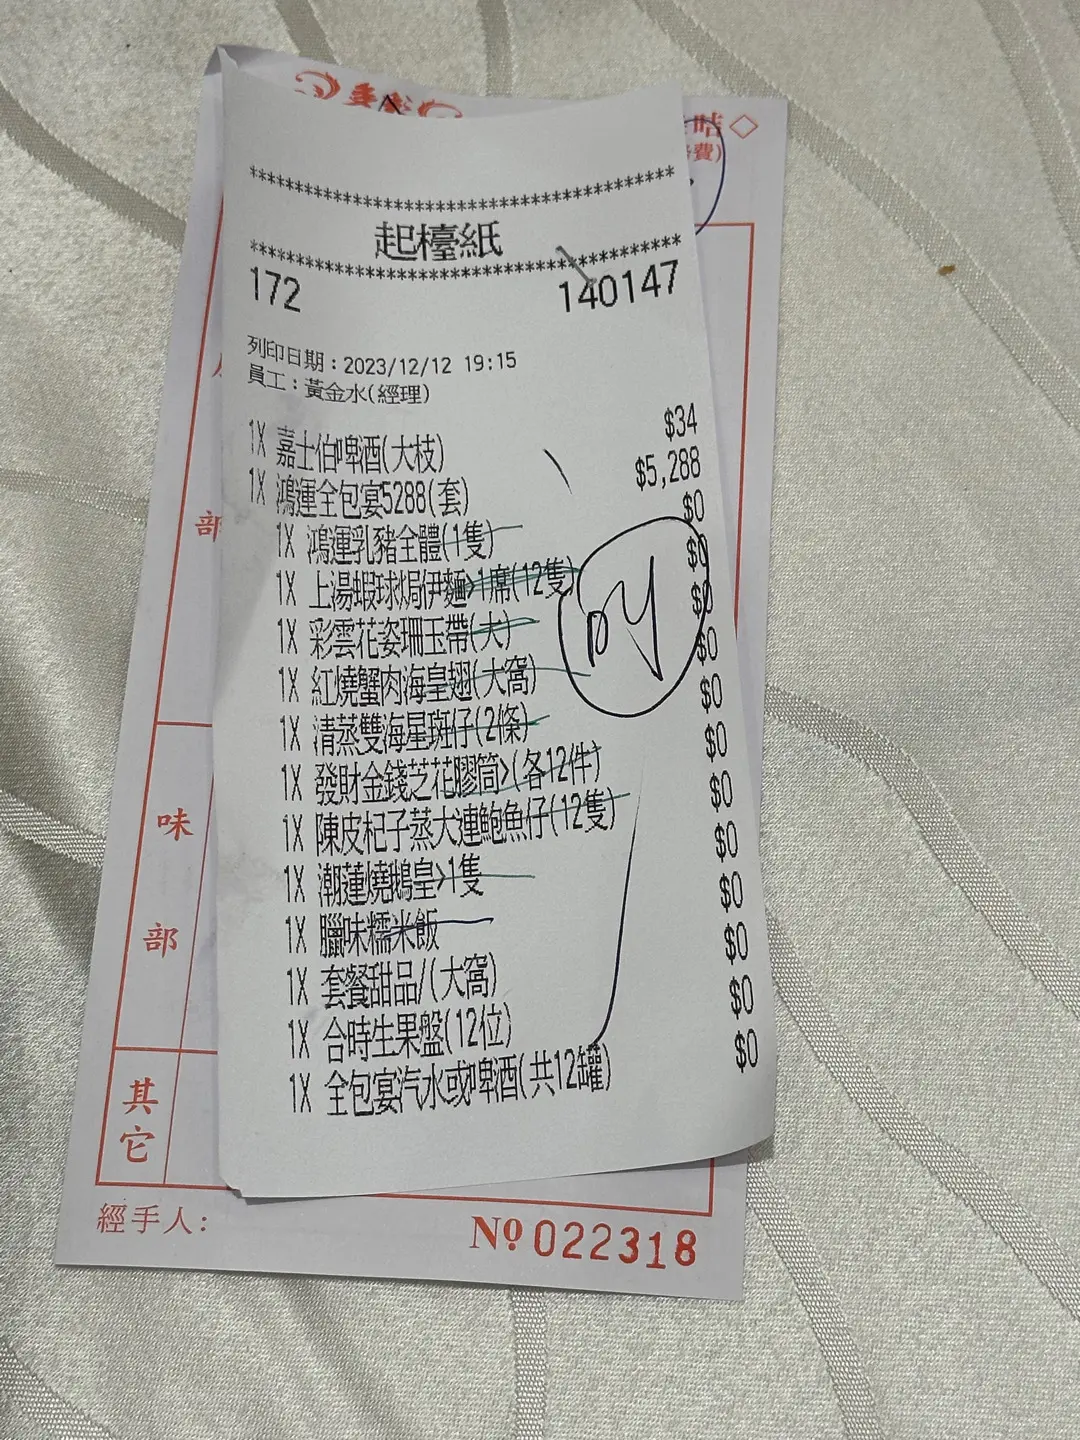 咭
費)
*****************************************
起檯紙
*****************************************
172 140147
列印日期：2023/12/12 19:15
員工：黃金水(經理)
1X 嘉士伯啤酒(大枝) $34
1X 鴻運全包宴5288(套) $5,288
1X 鴻運乳豬全體(1隻) $0
1X 上湯蝦球焗伊麵>1席(12隻) $0
1X 彩雲花姿珊玉帶(大) $0
1X 紅燒蟹肉海皇翅(大窩) $0
1X 清蒸雙海星斑仔(2條) $0
1X 發財金錢芝花膠筒>(各12件) $0
1X 陳皮杞子蒸大連鮑魚仔(12隻) $0
1X 潮蓮燒鵝皇>1隻 $0
1X 臘味糯米飯 $0
1X 套餐甜品/(大窩) $0
1X 合時生果盤(12位) $0
1X 全包宴汽水或啤酒(共12罐) $0
部
味
部
其
它
經手人:
No 022318